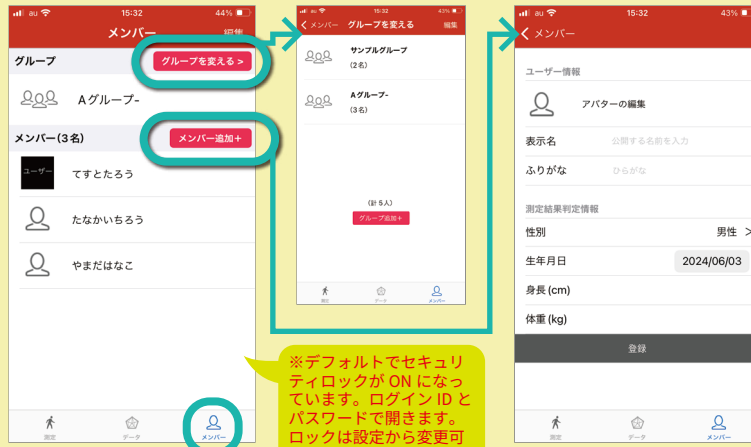 au 15:32 44%
メンバー 編集
グループ
グループを変える >
Aグループ-
メンバー(3名)
メンバー追加+
ユーザー
てすとたろう
たなかいちろう
やまだはなこ
測定 データ メンバー
au 15:32 43%
< メンバー グループを変える 編集
サンプルグループ
(2名)
Aグループ-
(3名)
(計5人)
グループ追加+
測定 データ メンバー
※デフォルトでセキュリ
ティロックが ON になっ
ています。ログイン ID と
パスワードで開きます。
ロックは設定から変更可
au 15:32 43%
< メンバー
ユーザー情報
アバターの編集
表示名 公開する名前を入力
ふりがな ひらがな
測定結果判定情報
性別 男性 >
生年月日 2024/06/03
身長 (cm)
体重 (kg)
登録
測定 データ メンバー